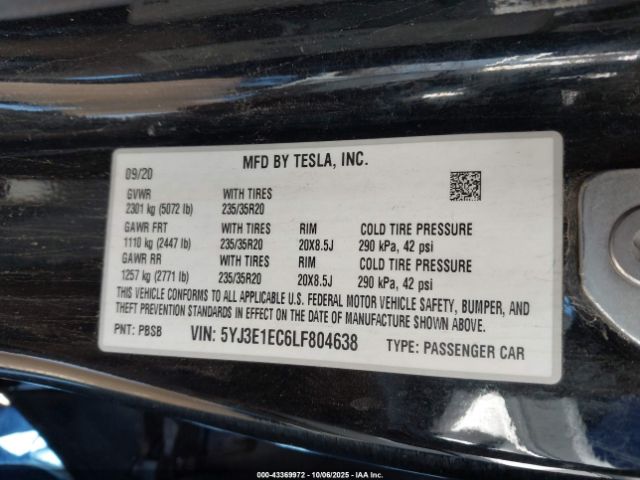 MFD BY TESLA, INC.
09/20
GVWR WITH TIRES
2301 kg (5072 lb) 235/35R20
GAWR FRT WITH TIRES RIM COLD TIRE PRESSURE
1110 kg (2447 lb) 235/35R20 20X8.5J 290 kPa, 42 psi
GAWR RR WITH TIRES RIM COLD TIRE PRESSURE
1257 kg (2771 lb) 235/35R20 20X8.5J 290 kPa, 42 psi
THIS VEHICLE CONFORMS TO ALL APPLICABLE U.S. FEDERAL MOTOR VEHICLE SAFETY, BUMPER, AND
THEFT PREVENTION STANDARDS IN EFFECT ON THE DATE OF MANUFACTURE SHOWN ABOVE.
PNT: PBSB VIN: 5YJ3E1EC6LF804638 TYPE: PASSENGER CAR
000-43369972 - 10/06/2025 - IAA Inc.